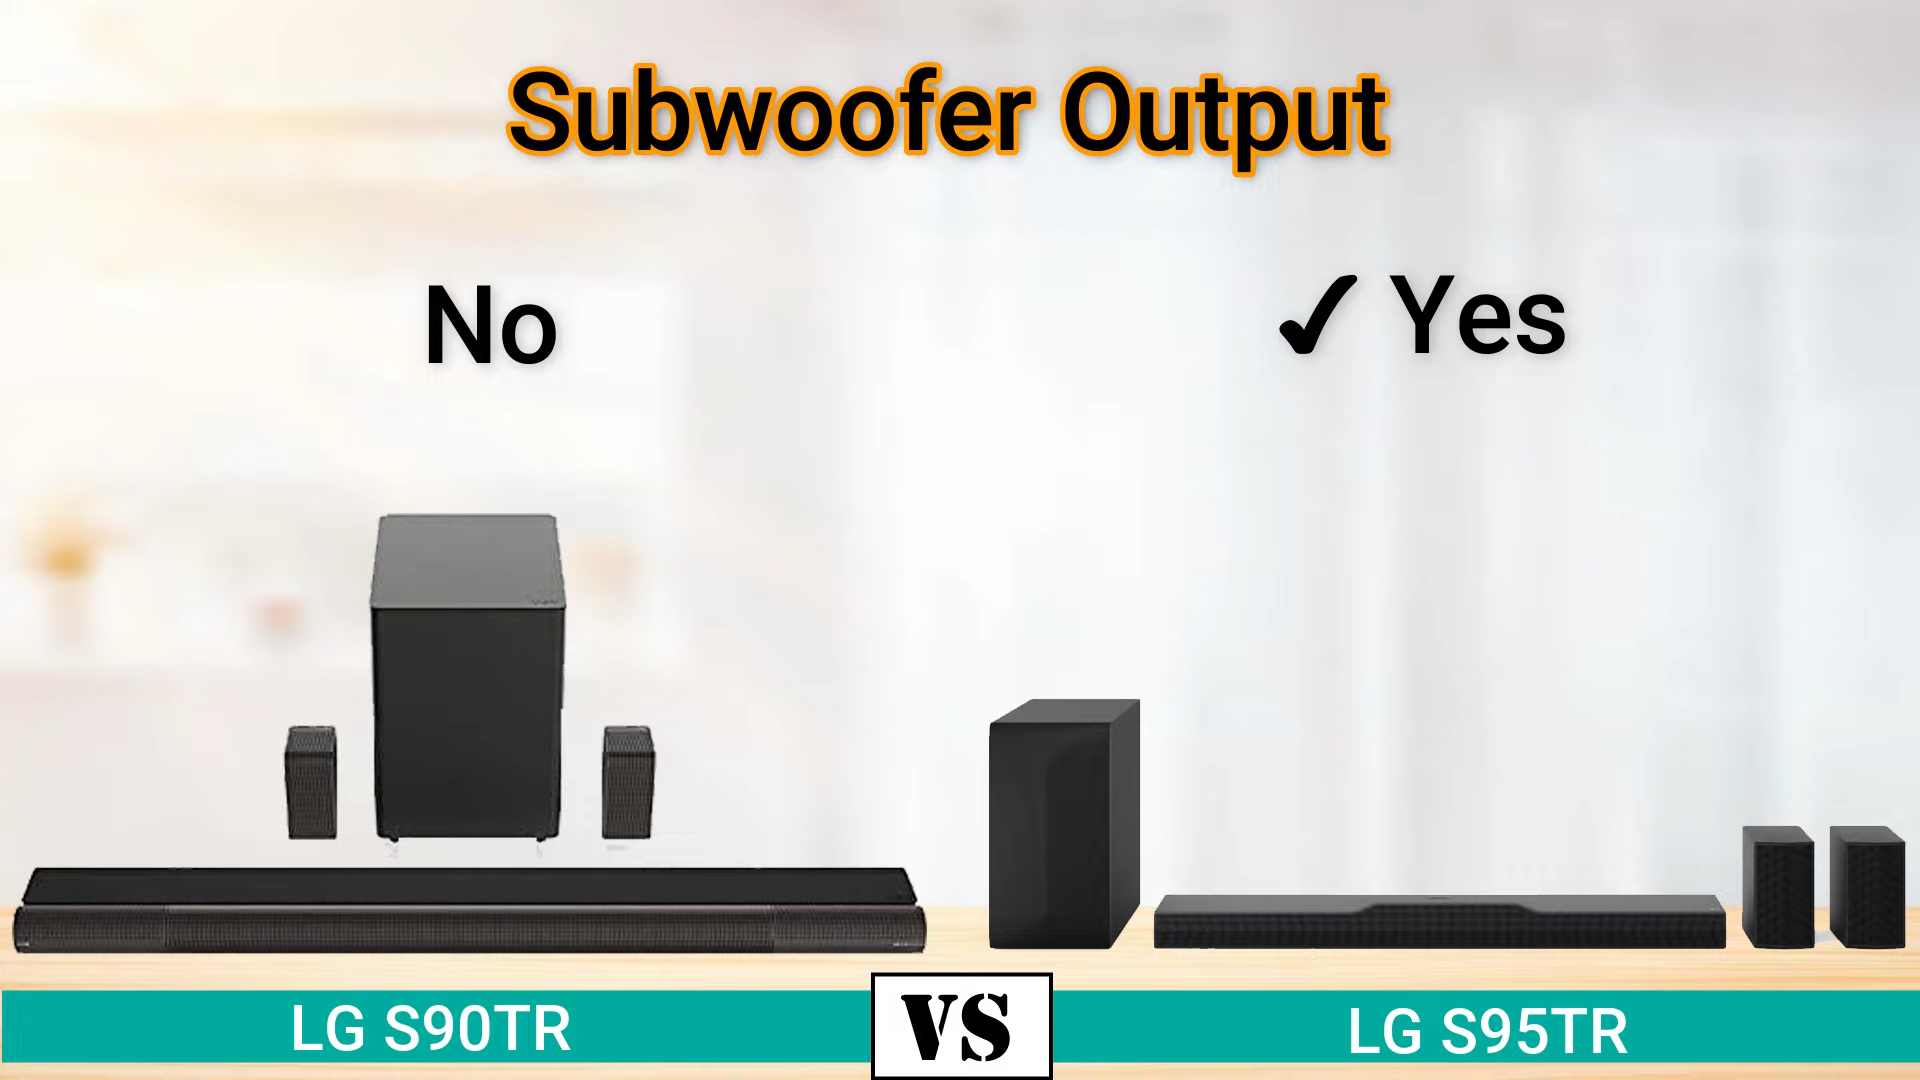 Subwoofer Output
No
✔ Yes
LG S90TR
VS
LG S95TR